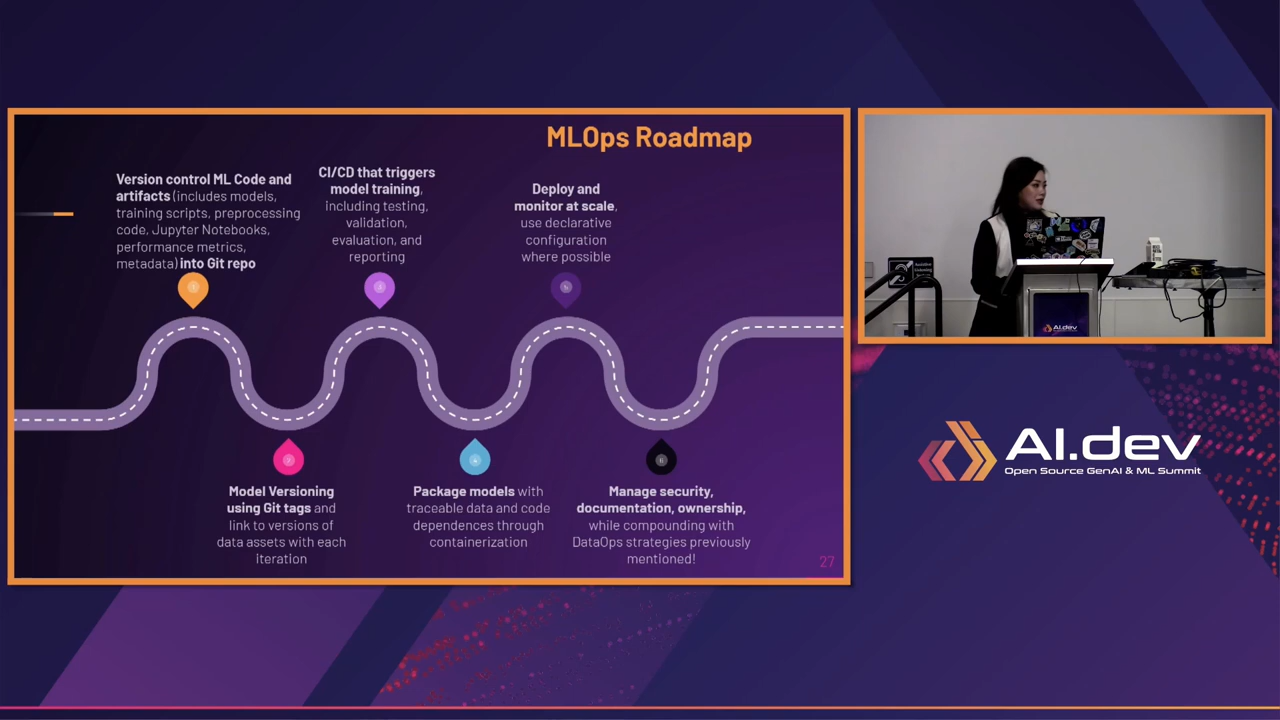 MLOps Roadmap
Version control ML Code and
artifacts (includes models,
training scripts, preprocessing
code, Jupyter Notebooks,
performance metrics,
metadata) into Git repo
CI/CD that triggers
model training,
including testing,
validation,
evaluation, and
reporting
Deploy and
monitor at scale,
use declarative
configuration
where possible
Model Versioning
using Git tags and
link to versions of
data assets with each
iteration
Package models with
traceable data and code
dependences through
containerization
Manage security,
documentation, ownership,
while compounding with
DataOps strategies previously
mentioned!
27
AI.dev
AI.dev
Open Source GenAI & ML Summit